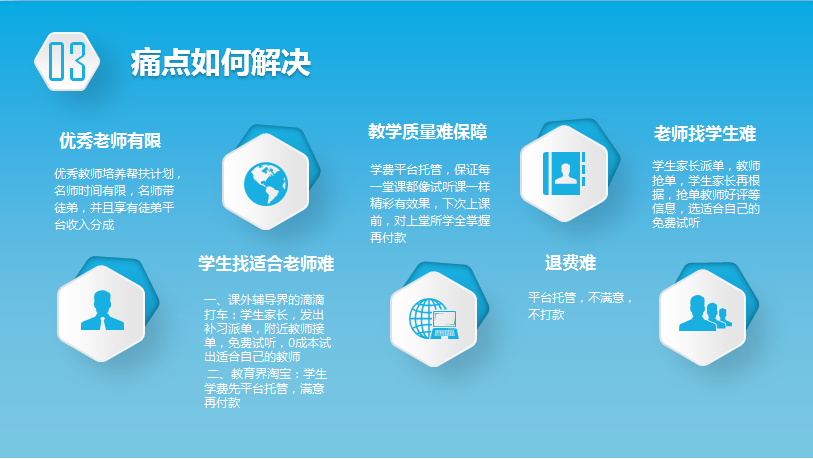 03
痛点如何解决
优秀老师有限
优秀教师培养帮扶计划，
名师时间有限，名师带
徒弟，并且享有徒弟平
台收入分成
教学质量难保障
学费平台托管，保证每
一堂课都像试听课一样
精彩有效果，下次上课
前，对上堂所学全掌握
再付款
老师找学生难
学生家长派单，教师
抢单，学生家长再根
据，抢单教师好评等
信息，选适合自己的
免费试听
学生找适合老师难
一、课外辅导界的滴滴
打车：学生家长，发出
补习派单，附近教师接
单，免费试听，0成本试
出适合自己的教师
二、教育界淘宝：学生
学费先平台托管，满意
再付款
退费难
平台托管，不满意，
不打款